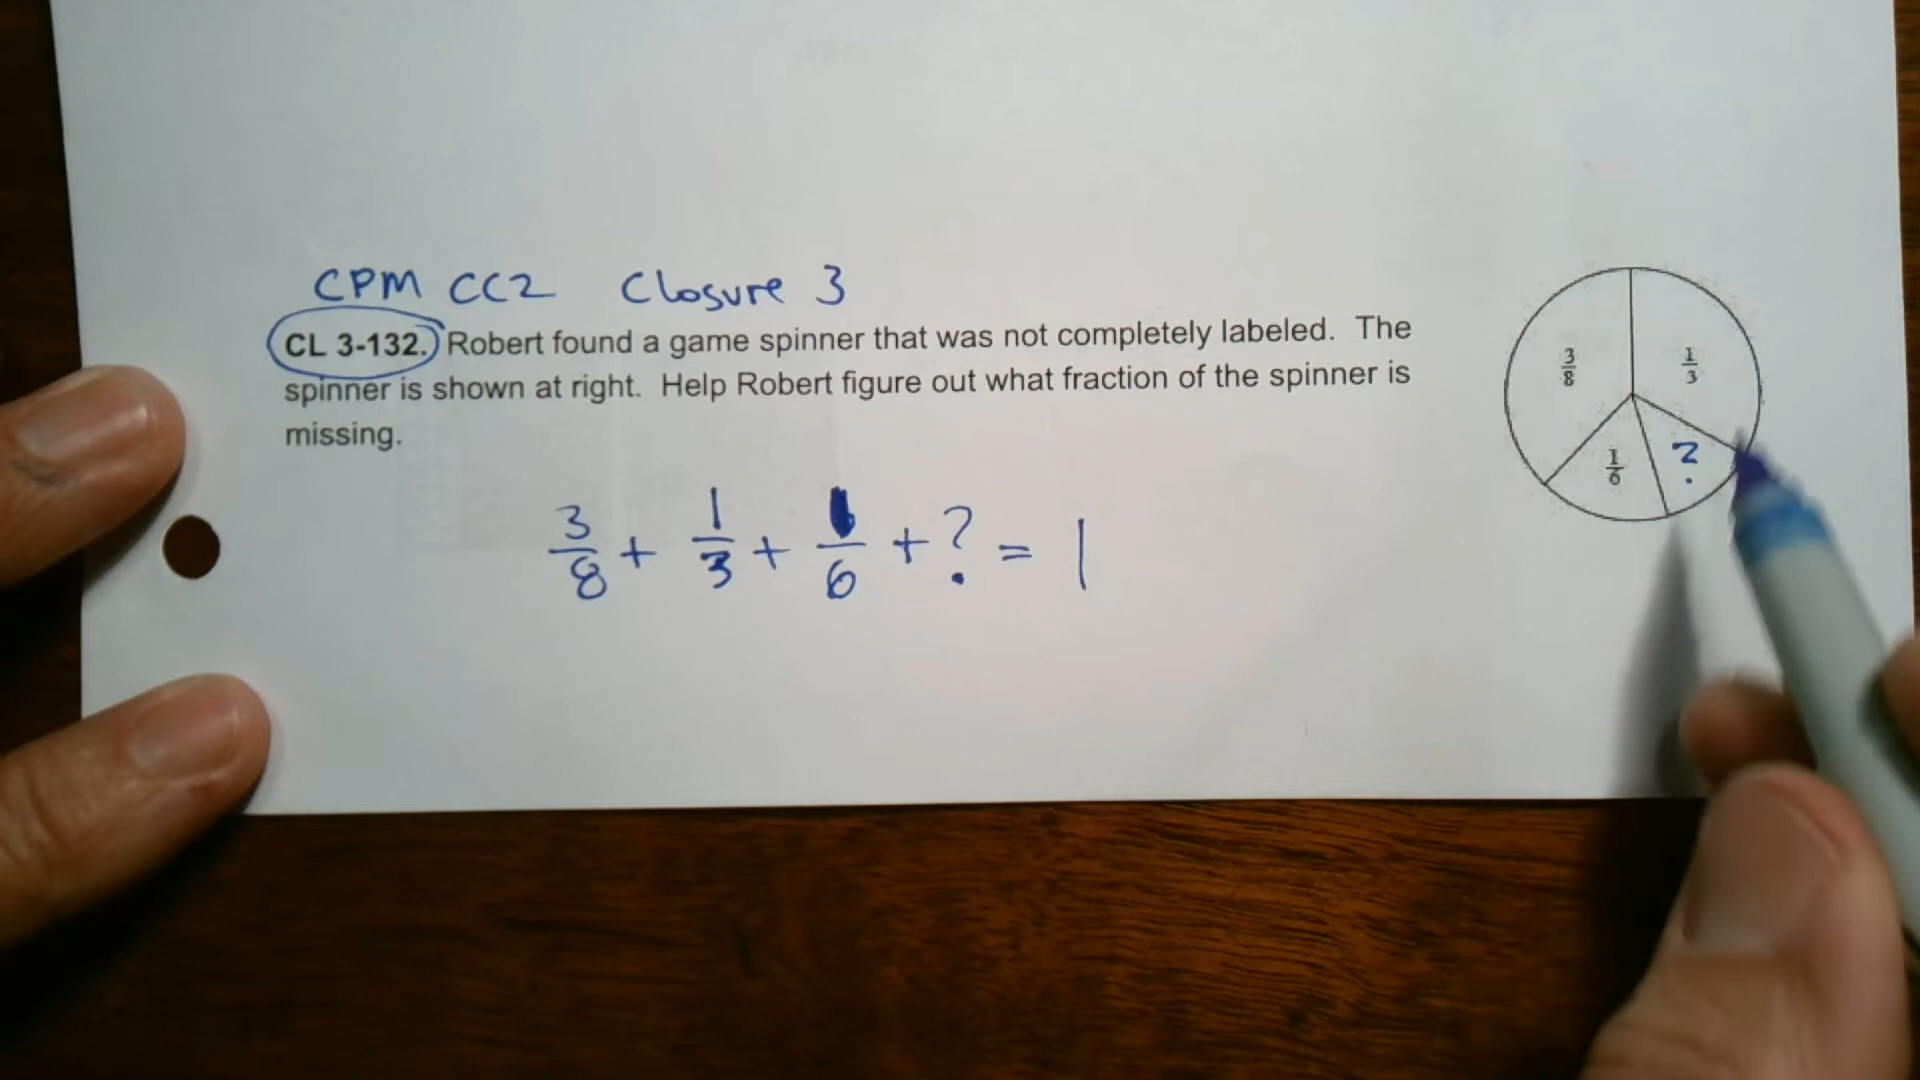 CPM CC2 Closure 3
CL 3-132. Robert found a game spinner that was not completely labeled. The
spinner is shown at right. Help Robert figure out what fraction of the spinner is
missing.
3/8 1/3
1/6 ?
3/8 + 1/3 + 1/6 + ? = 1